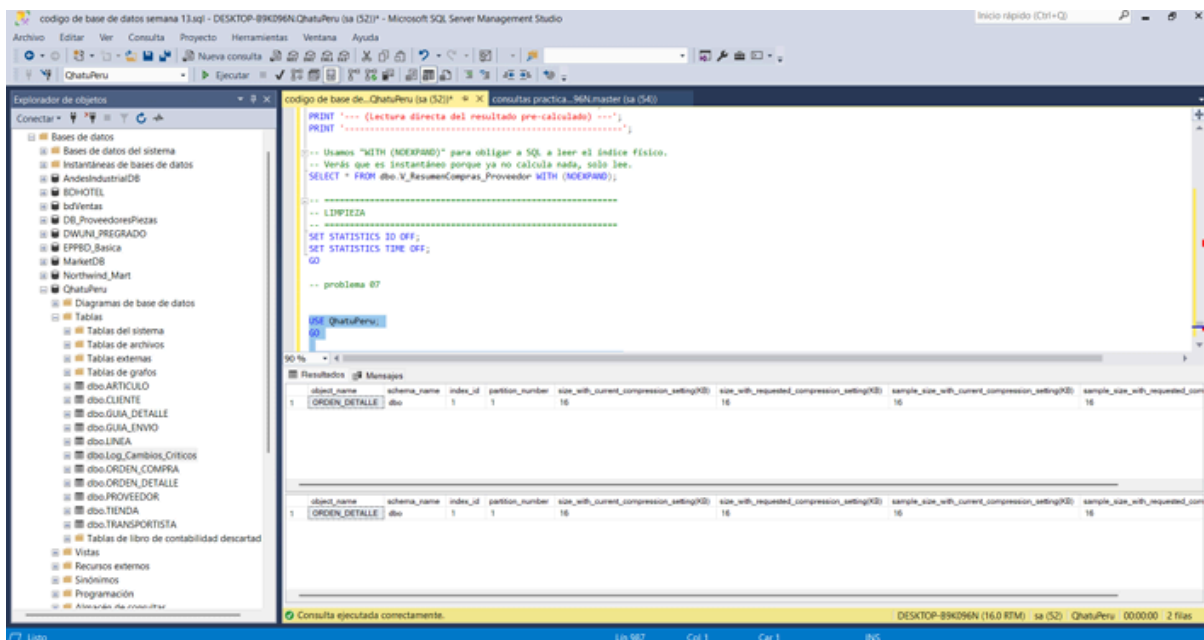 codigo de base de datos semana 13.sql - DESKTOP-B9K096N.QhatuPeru (sa (52))* - Microsoft SQL Server Management Studio
Inicio rápido (Ctrl+Q)
Archivo Editar Ver Consulta Proyecto Herramientas Ventana Ayuda
Nueva consulta
QhatuPeru
Ejecutar
Explorador de objetos
Conectar
Bases de datos
Bases de datos del sistema
Instantáneas de bases de datos
AndesIndustrialDB
BDHOTEL
bdVentas
DB_ProveedoresPiezas
DWUNI_PREGRADO
EPPBD_Basica
MarketDB
Northwind_Mart
QhatuPeru
Diagramas de base de datos
Tablas
Tablas del sistema
Tablas de archivos
Tablas externas
Tablas de grafos
dbo.ARTICULO
dbo.CLIENTE
dbo.GUIA_DETALLE
dbo.GUIA_ENVIO
dbo.LINEA
dbo.Log_Cambios_Criticos
dbo.ORDEN_COMPRA
dbo.ORDEN_DETALLE
dbo.PROVEEDOR
dbo.TIENDA
dbo.TRANSPORTISTA
Tablas de libro de contabilidad descartad
Vistas
Recursos externos
Sinónimos
Programación
Almacén de consultas
codigo de base de...QhatuPeru (sa (52))*
consultas practica...96N.master (sa (54))
PRINT '--- (Lectura directa del resultado pre-calculado) ---';
PRINT '-------------------------------------------------------';
-- Usamos "WITH (NOEXPAND)" para obligar a SQL a leer el índice físico.
-- Verás que es instantáneo porque ya no calcula nada, solo lee.
SELECT * FROM dbo.V_ResumenCompras_Proveedor WITH (NOEXPAND);
-- =======================================================
-- LIMPIEZA
-- =======================================================
SET STATISTICS IO OFF;
SET STATISTICS TIME OFF;
GO
-- problema 07
USE QhatuPeru;
GO
90 %
Resultados Mensajes
object_name schema_name index_id partition_number size_with_current_compression_setting(KB) size_with_requested_compression_setting(KB) sample_size_with_current_compression_setting(KB) sample_size_with_requested_com
1 ORDEN_DETALLE dbo 1 1 16 16 16 16
object_name schema_name index_id partition_number size_with_current_compression_setting(KB) size_with_requested_compression_setting(KB) sample_size_with_current_compression_setting(KB) sample_size_with_requested_com
1 ORDEN_DETALLE dbo 1 1 16 16 16 16
Consulta ejecutada correctamente.
DESKTOP-B9K096N (16.0 RTM) sa (52) QhatuPeru 00:00:00 2 filas
Listo
Lín 987 Col 1 Car 1 INS